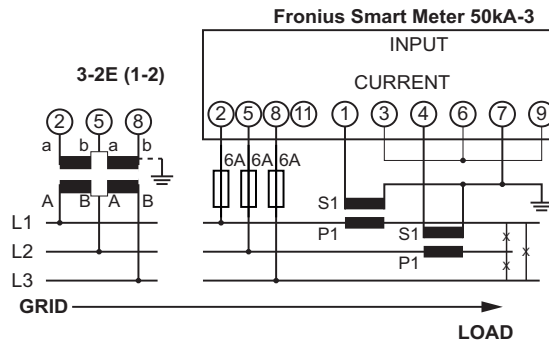 Fronius Smart Meter 50kA-3
INPUT
3-2E (1-2)
CURRENT
2 5 8
2 5 8 11 1 3 4 6 7 9
a b a b
6A 6A 6A
A B A B
S1
L1
P1
S1
L2
P1
L3
GRID
LOAD